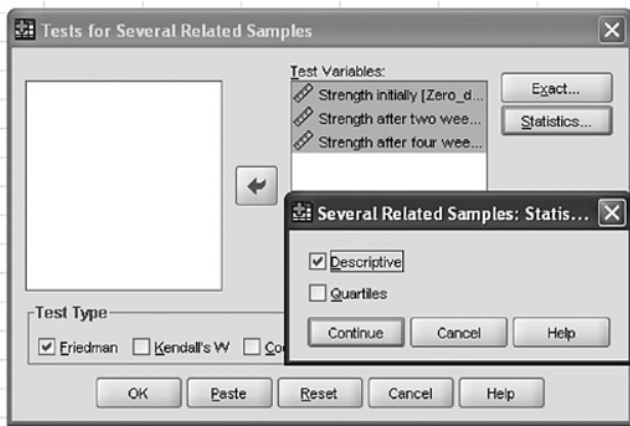 Tests for Several Related Samples
Test Variables:
Strength initially [Zero_d...
Strength after two wee...
Strength after four wee...
Exact...
Statistics...
Several Related Samples: Statis...
Descriptive
Quartiles
Continue Cancel Help
Test Type
Friedman Kendall's W
OK Paste Reset Cancel Help